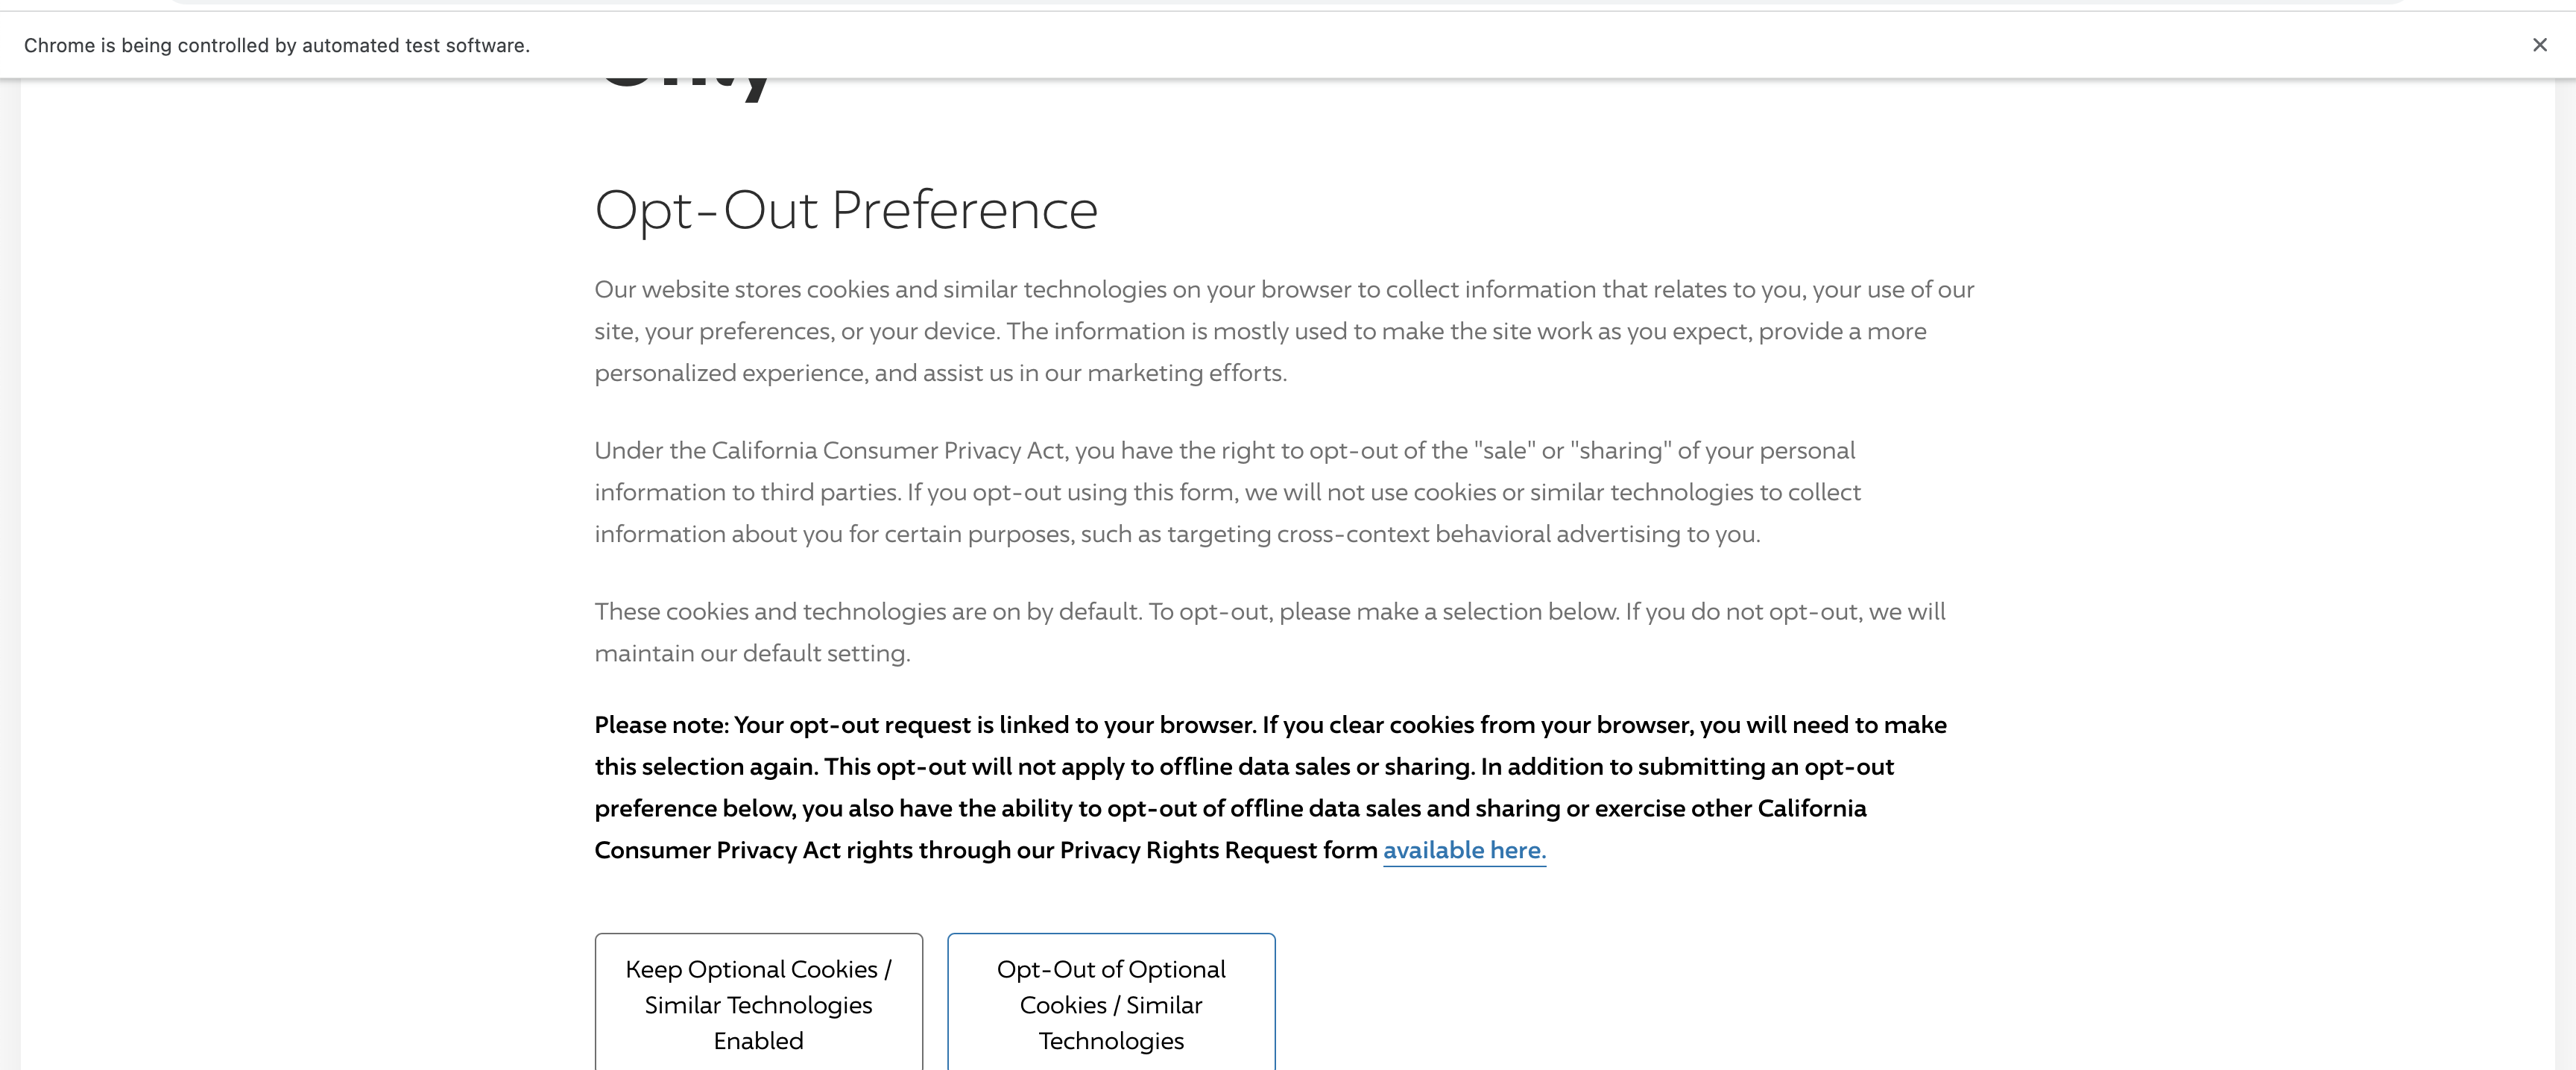 Chrome is being controlled by automated test software.
Opt-Out Preference
Our website stores cookies and similar technologies on your browser to collect information that relates to you, your use of our
site, your preferences, or your device. The information is mostly used to make the site work as you expect, provide a more
personalized experience, and assist us in our marketing efforts.
Under the California Consumer Privacy Act, you have the right to opt-out of the "sale" or "sharing" of your personal
information to third parties. If you opt-out using this form, we will not use cookies or similar technologies to collect
information about you for certain purposes, such as targeting cross-context behavioral advertising to you.
These cookies and technologies are on by default. To opt-out, please make a selection below. If you do not opt-out, we will
maintain our default setting.
Please note: Your opt-out request is linked to your browser. If you clear cookies from your browser, you will need to make
this selection again. This opt-out will not apply to offline data sales or sharing. In addition to submitting an opt-out
preference below, you also have the ability to opt-out of offline data sales and sharing or exercise other California
Consumer Privacy Act rights through our Privacy Rights Request form available here.
Keep Optional Cookies /
Similar Technologies
Enabled
Opt-Out of Optional
Cookies / Similar
Technologies